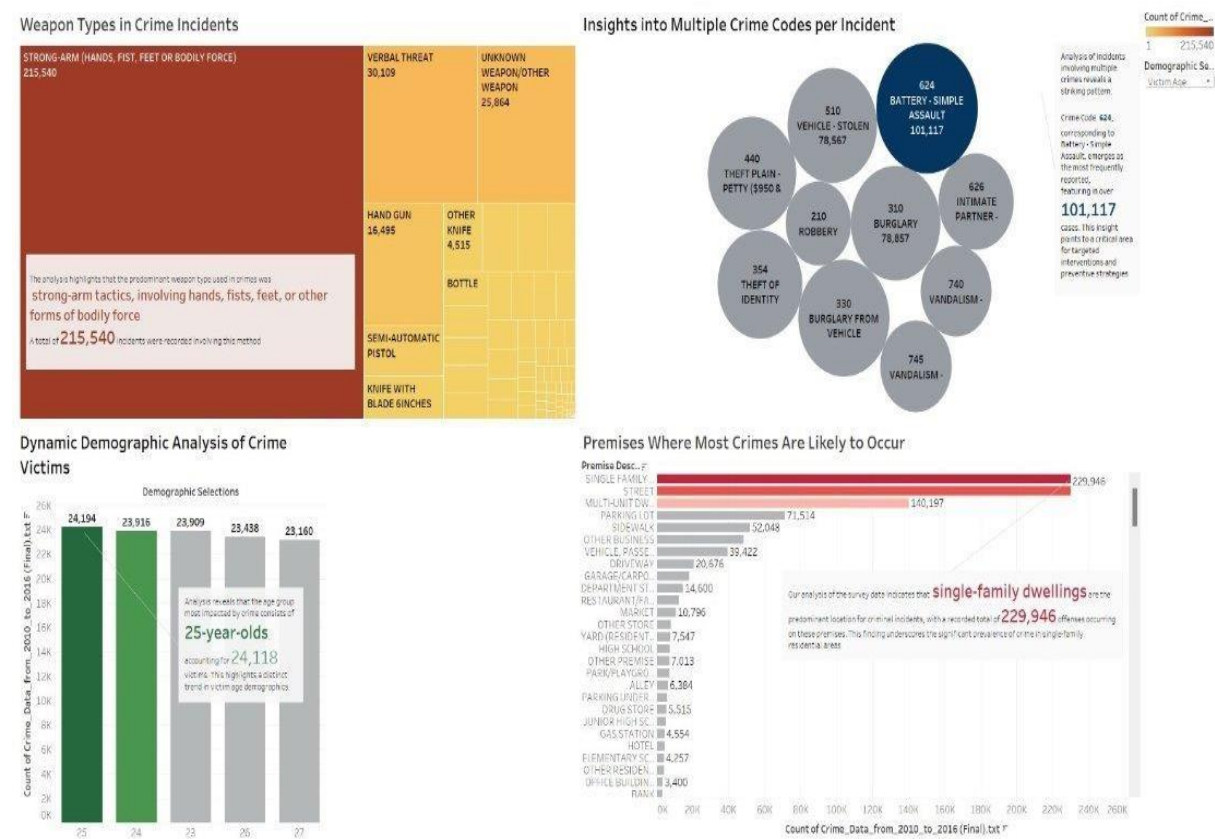 Weapon Types in Crime Incidents
STRONG-ARM (HANDS, FIST, FEET OR BODILY FORCE)
215,540
VERBAL THREAT
30,109
UNKNOWN
WEAPON/OTHER
WEAPON
25,864
HAND GUN
16,495
OTHER
KNIFE
4,515
BOTTLE
SEMI-AUTOMATIC
PISTOL
KNIFE WITH
BLADE 6INCHES
The analysis highlights that the predominant weapon type used in crimes was
strong-arm tactics, involving hands, fists, feet, or other
forms of bodily force
A total of 215,540 incidents were recorded involving this method
Insights into Multiple Crime Codes per Incident
624
BATTERY - SIMPLE
ASSAULT
101,117
510
VEHICLE - STOLEN
78,567
440
THEFT PLAIN -
PETTY ($950 &
626
INTIMATE
PARTNER -
210
ROBBERY
310
BURGLARY
78,857
354
THEFT OF
IDENTITY
330
BURGLARY FROM
VEHICLE
740
VANDALISM -
745
VANDALISM -
Analysis of incidents
involving multiple
crimes reveals a
striking pattern.
Crime Code 624,
corresponding to
Battery - Simple
Assault, emerges as
the most frequently
reported,
featuring in over
101,117
cases. This insight
points to a critical area
for targeted
interventions and
preventive strategies
Count of Crime_..
1 215,540
Demographic Se..
Victim Age
Dynamic Demographic Analysis of Crime
Victims
Demographic Selections
Count of Crime_Data_from_2010_to_2016 (Final).txt
26K
24K
22K
20K
18K
16K
14K
12K
10K
8K
6K
4K
2K
0K
24,194
23,916
23,909
23,438
23,160
25
24
23
26
27
Analysis reveals that the age group
most impacted by crime consists of
25-year-olds
accounting for 24,118
victims. This highlights a distinct
trend in victim age demographics.
Premises Where Most Crimes Are Likely to Occur
Premise Desc..
SINGLE FAMILY ... 229,946
STREET
MULTI-UNIT DW... 140,197
PARKING LOT 71,514
SIDEWALK 52,048
OTHER BUSINESS
VEHICLE, PASSE.. 39,422
DRIVEWAY 20,676
GARAGE/CARPO...
DEPARTMENT ST.. 14,600
RESTAURANT/FA...
MARKET 10,796
OTHER STORE
YARD (RESIDENT... 7,547
HIGH SCHOOL
OTHER PREMISE 7,013
PARK/PLAYGRO...
ALLEY 6,384
PARKING UNDER...
DRUG STORE 5,515
JUNIOR HIGH SC...
GAS STATION 4,554
HOTEL
ELEMENTARY SC... 4,257
OTHER RESIDEN...
OFFICE BUILDIN... 3,400
BANK
Our analysis of the survey data indicates that single-family dwellings are the
predominant location for criminal incidents, with a recorded total of 229,946 offenses occurring
on these premises. This finding underscores the significant prevalence of crime in single-family
residential areas
0K 20K 40K 60K 80K 100K 120K 140K 160K 180K 200K 220K 240K 260K
Count of Crime_Data_from_2010_to_2016 (Final).txt